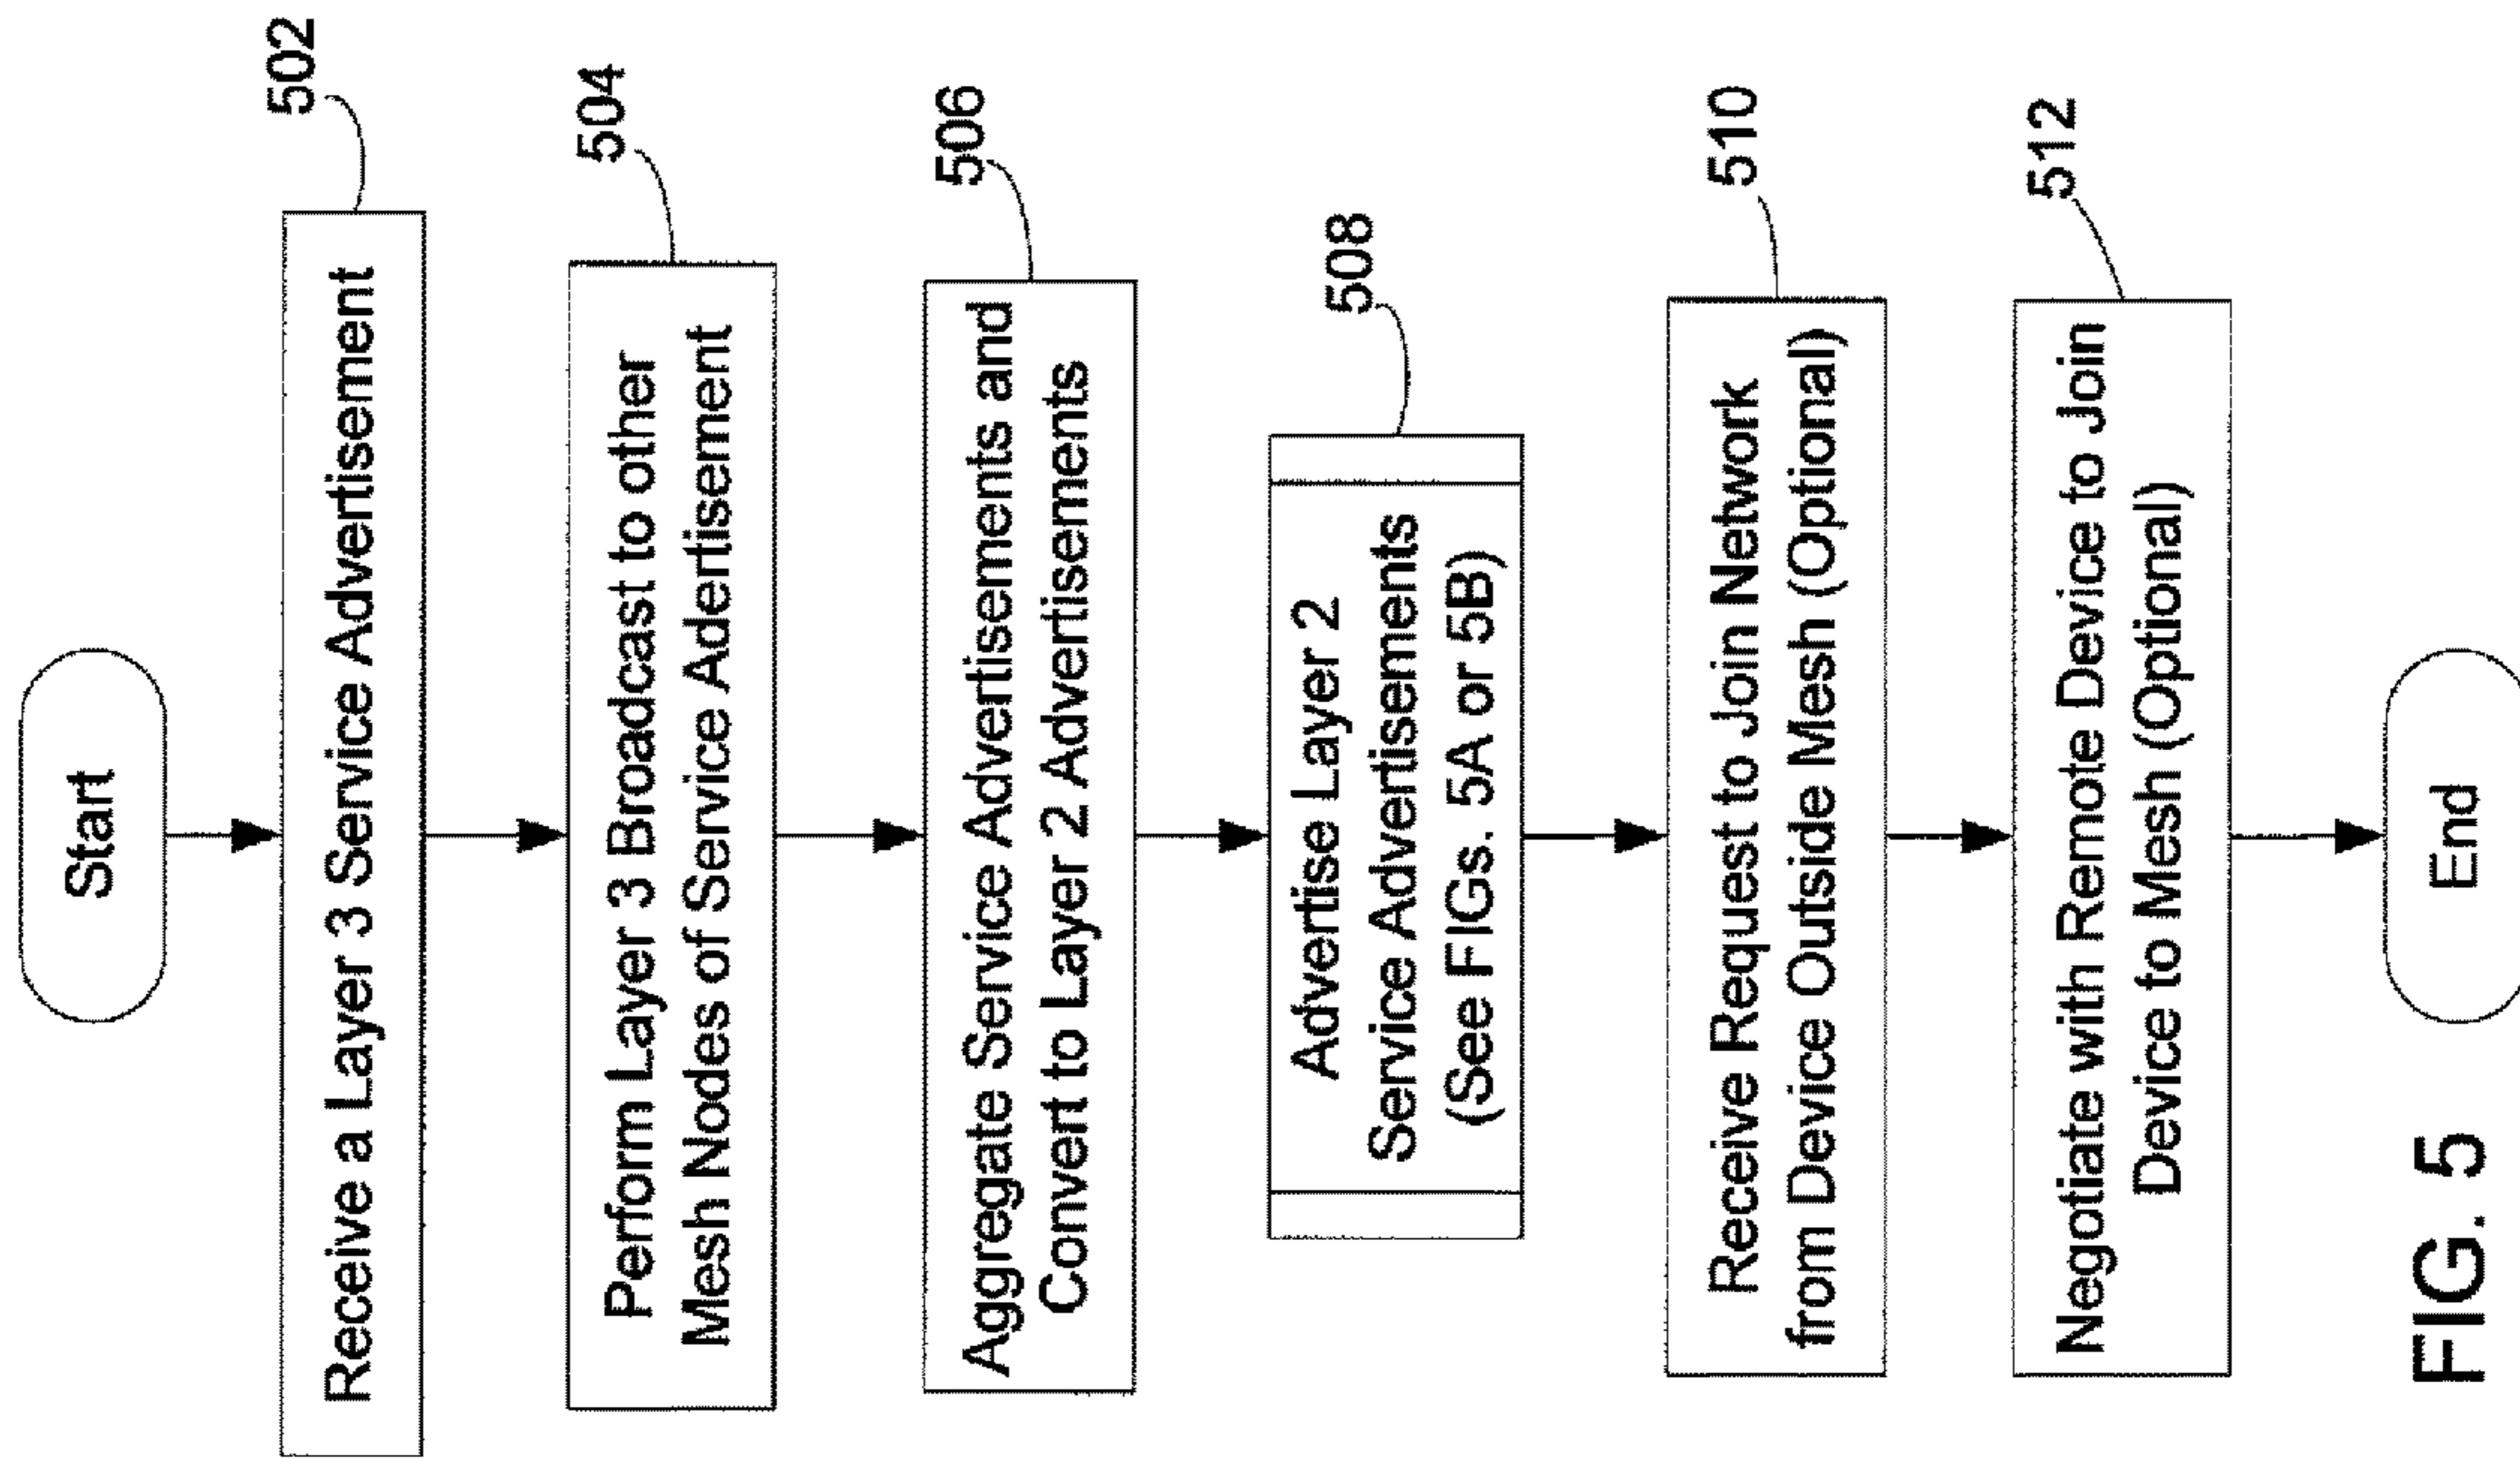 Start
502
Receive a Layer 3 Service Advertisement
504
Perform Layer 3 Broadcast to other
Mesh Nodes of Service Adertisement
506
Aggregate Service Advertisements and
Convert to Layer 2 Advertisements
508
Advertise Layer 2
Service Advertisements
(See FIGs. 5A or 5B)
510
Receive Request to Join Network
from Device Outside Mesh (Optional)
512
Negotiate with Remote Device to Join
Device to Mesh (Optional)
End
FIG. 5